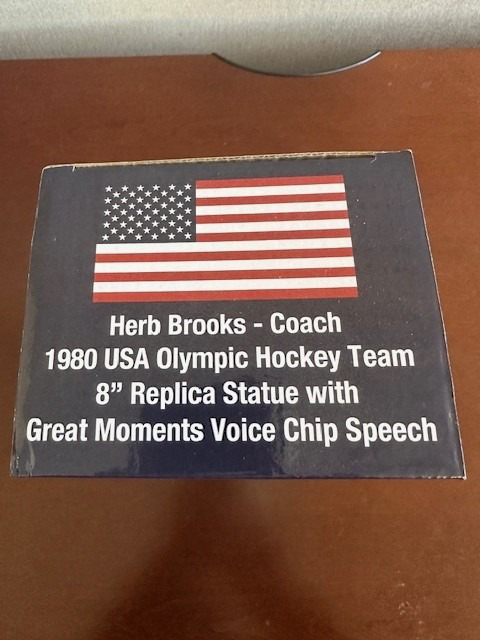 Herb Brooks - Coach
1980 USA Olympic Hockey Team
8” Replica Statue with
Great Moments Voice Chip Speech